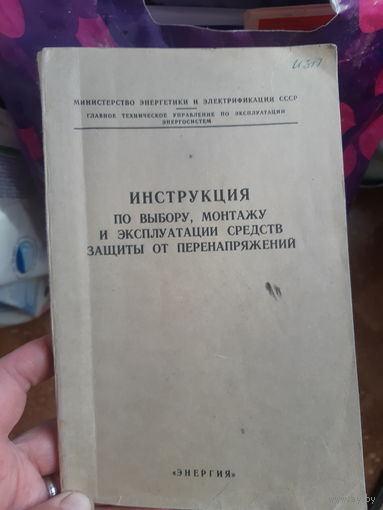 И 317
МИНИСТЕРСТВО ЭНЕРГЕТИКИ И ЭЛЕКТРИФИКАЦИИ СССР
ГЛАВНОЕ ТЕХНИЧЕСКОЕ УПРАВЛЕНИЕ ПО ЭКСПЛУАТАЦИИ
ЭНЕРГОСИСТЕМ
ИНСТРУКЦИЯ
ПО ВЫБОРУ, МОНТАЖУ
И ЭКСПЛУАТАЦИИ СРЕДСТВ
ЗАЩИТЫ ОТ ПЕРЕНАПРЯЖЕНИЙ
«ЭНЕРГИЯ»